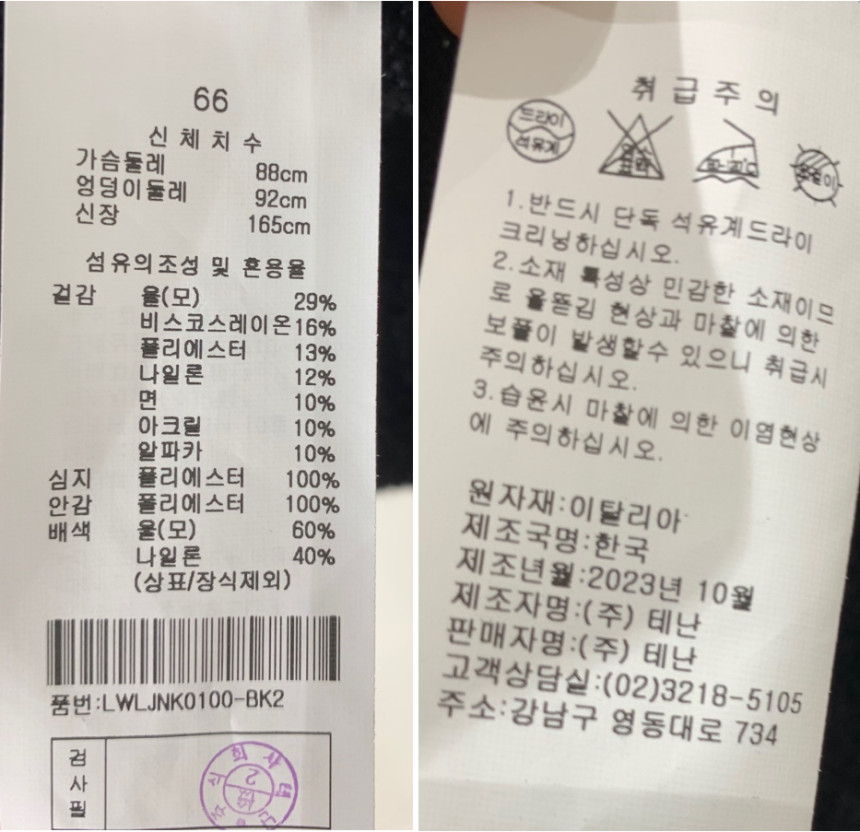 66
신체치수
가슴둘레 88cm
엉덩이둘레 92cm
신장 165cm
섬유의조성 및 혼용율
겉감 울(모) 29%
비스코스레이온 16%
폴리에스터 13%
나일론 12%
면 10%
아크릴 10%
알파카 10%
심지 폴리에스터 100%
안감 폴리에스터 100%
배색 울(모) 60%
나일론 40%
(상표/장식제외)
품번:LWLJNK0100-BK2
검
사
필
취급주의
드라이
석유계
1.반드시 단독 석유계드라이
크리닝하십시오.
2.소재 특성상 민감한 소재이므
로 올뜯김 현상과 마찰에 의한
보풀이 발생할수 있으니 취급시
주의하십시오.
3.습윤시 마찰에 의한 이염현상
에 주의하십시오.
원자재:이탈리아
제조국명:한국
제조년월:2023년 10월
제조자명:(주) 테난
판매자명:(주) 테난
고객상담실:(02)3218-5105
주소:강남구 영동대로 734